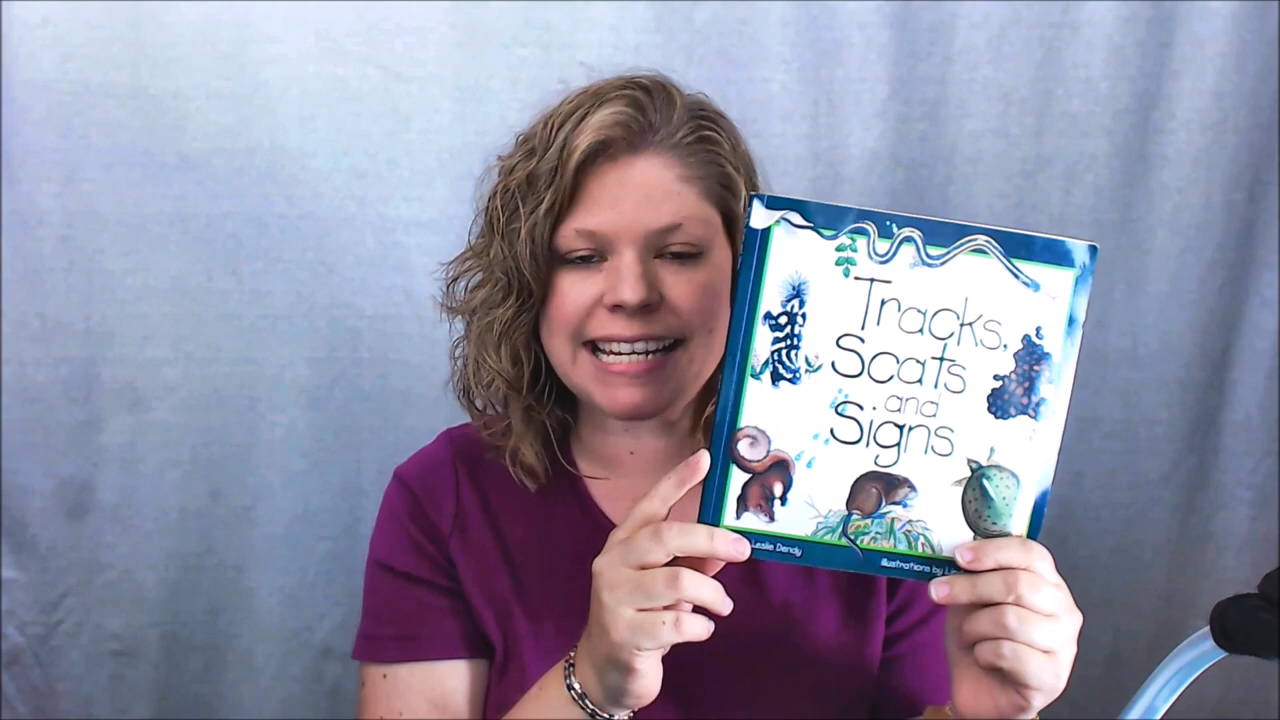 Tracks,
Scats
and
Signs
Leslie Dendy
Illustrations by